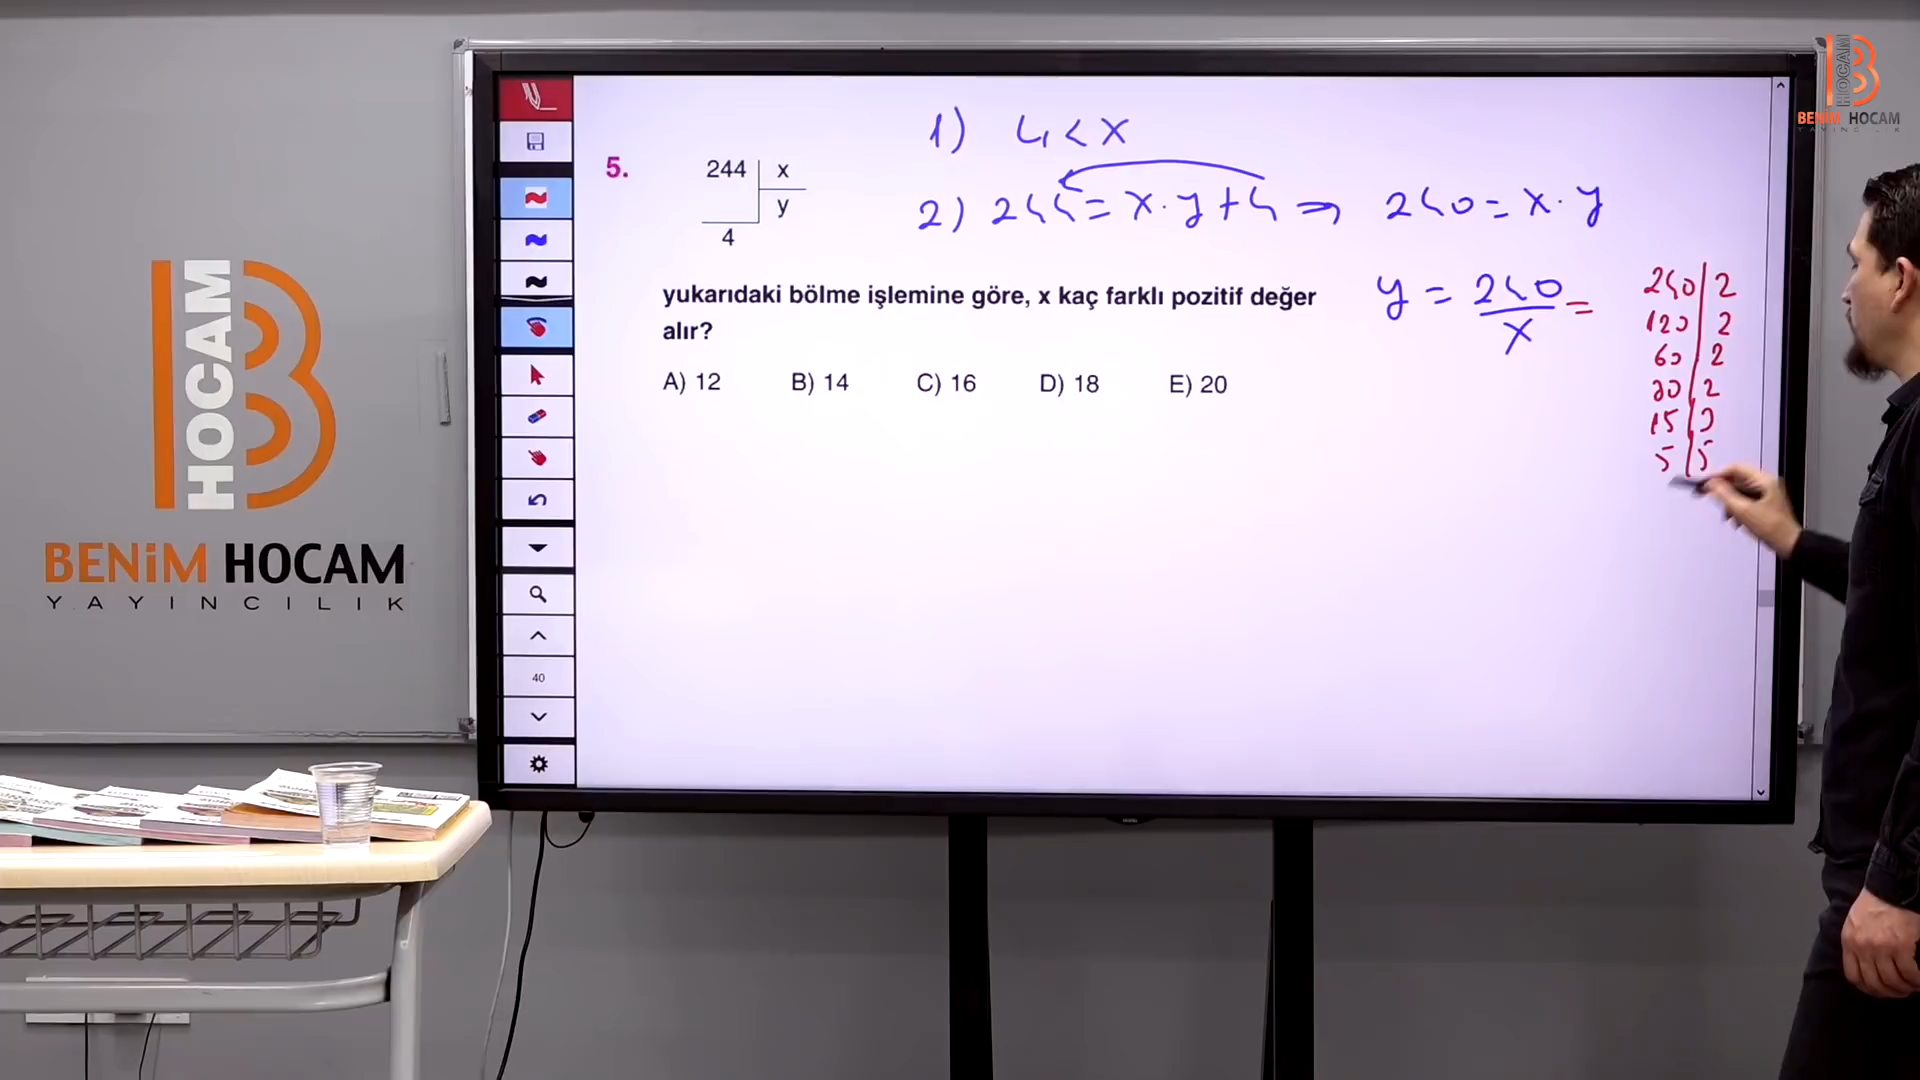 B HOCAM
BENİM HOCAM
YAYINCILIK
HOCAM
BENİM HOCAM
YAYINCILIK
5.
244 x
y
4
1) 4 < x
2) 244 = x · y + 4 ⇒ 240 = x · y
y = 240/x =
240 | 2
120 | 2
60 | 2
30 | 2
15 | 3
5 | 5
yukarıdaki bölme işlemine göre, x kaç farklı pozitif değer
alır?
A) 12 B) 14 C) 16 D) 18 E) 20
40